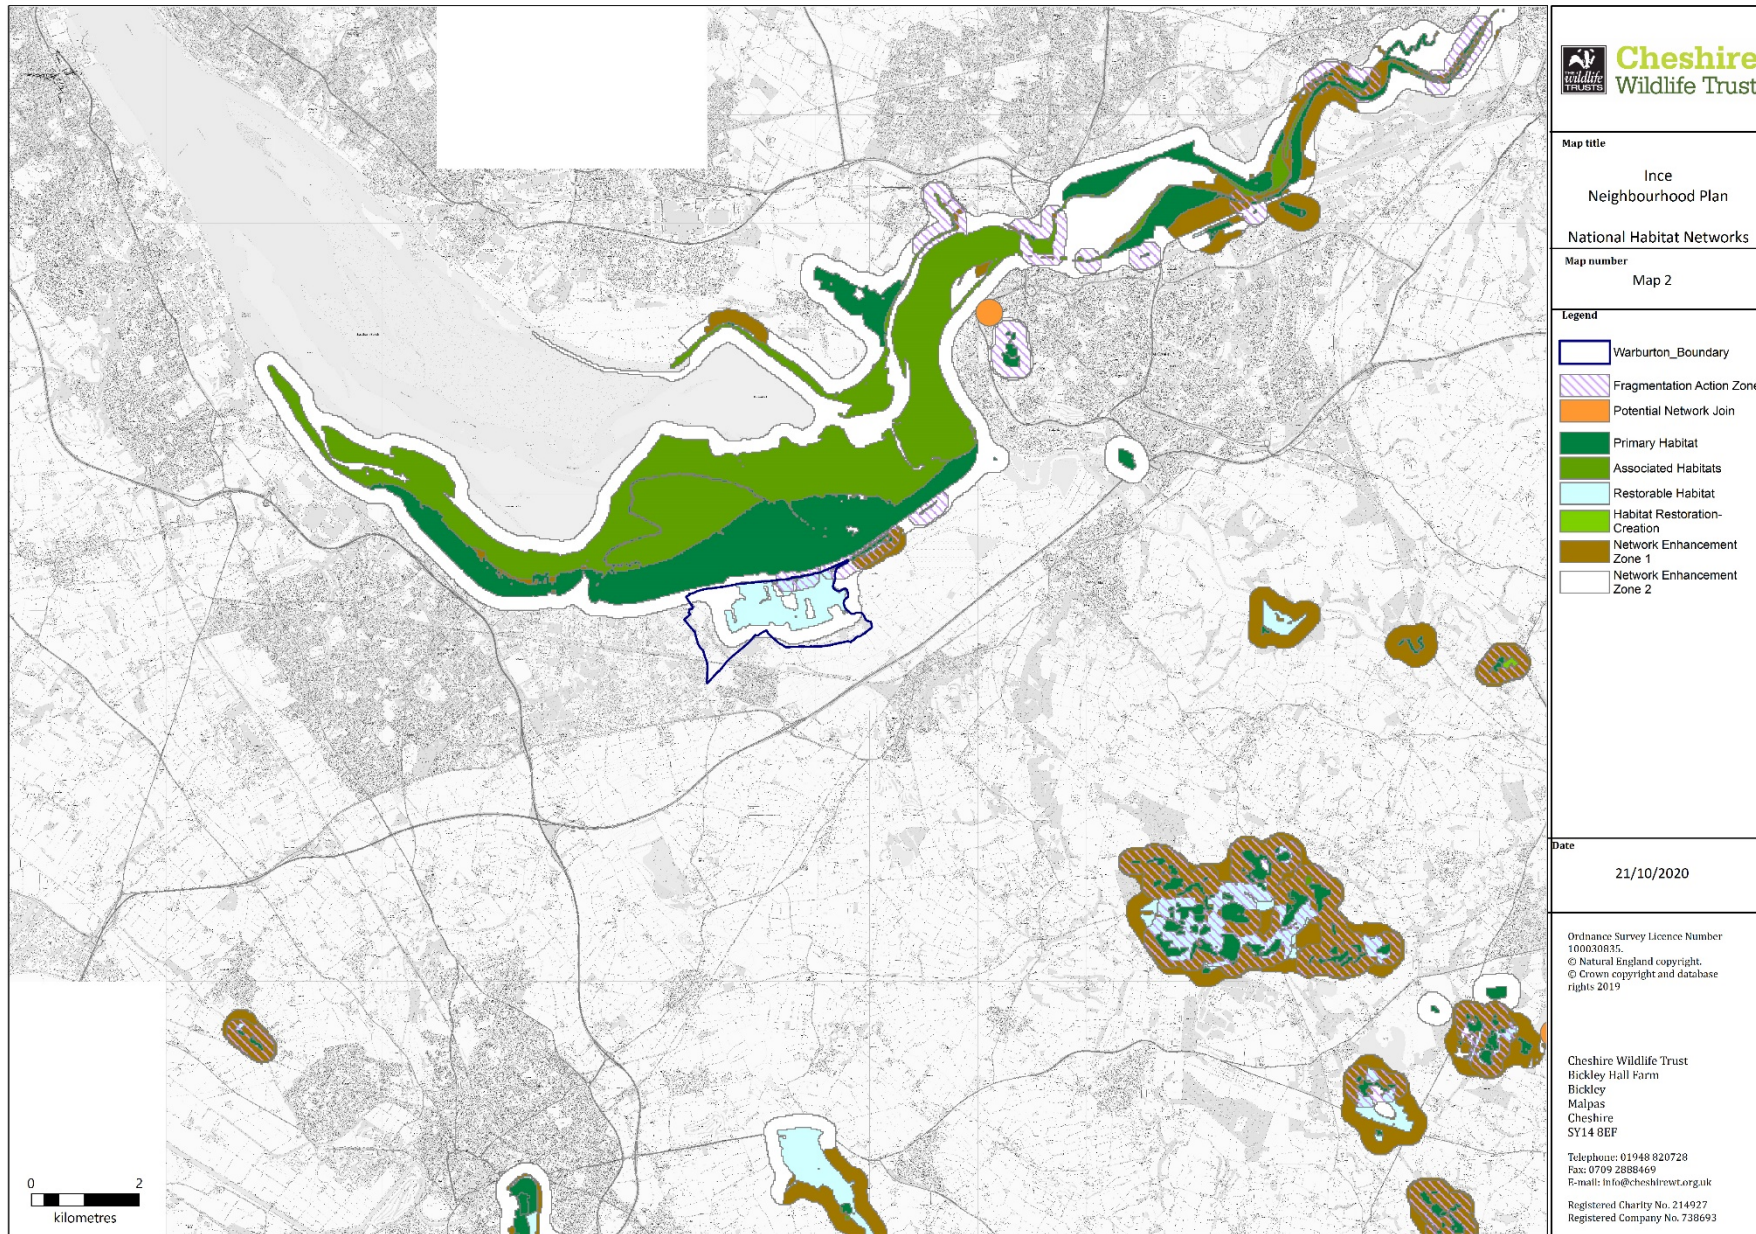 THE
wildlife
TRUSTS
Cheshire
Wildlife Trust
Map title
Ince
Neighbourhood Plan
National Habitat Networks
Map number
Map 2
Legend
Warburton_Boundary
Fragmentation Action Zone
Potential Network Join
Primary Habitat
Associated Habitats
Restorable Habitat
Habitat Restoration-
Creation
Network Enhancement
Zone 1
Network Enhancement
Zone 2
Date
21/10/2020
Ordnance Survey Licence Number
100030835.
© Natural England copyright.
© Crown copyright and database
rights 2019
Cheshire Wildlife Trust
Bickley Hall Farm
Bickley
Malpas
Cheshire
SY14 8EF
Telephone: 01948 820728
Fax: 0709 2888469
E-mail: info@cheshirewt.org.uk
Registered Charity No. 214927
Registered Company No. 738693
0 2
kilometres